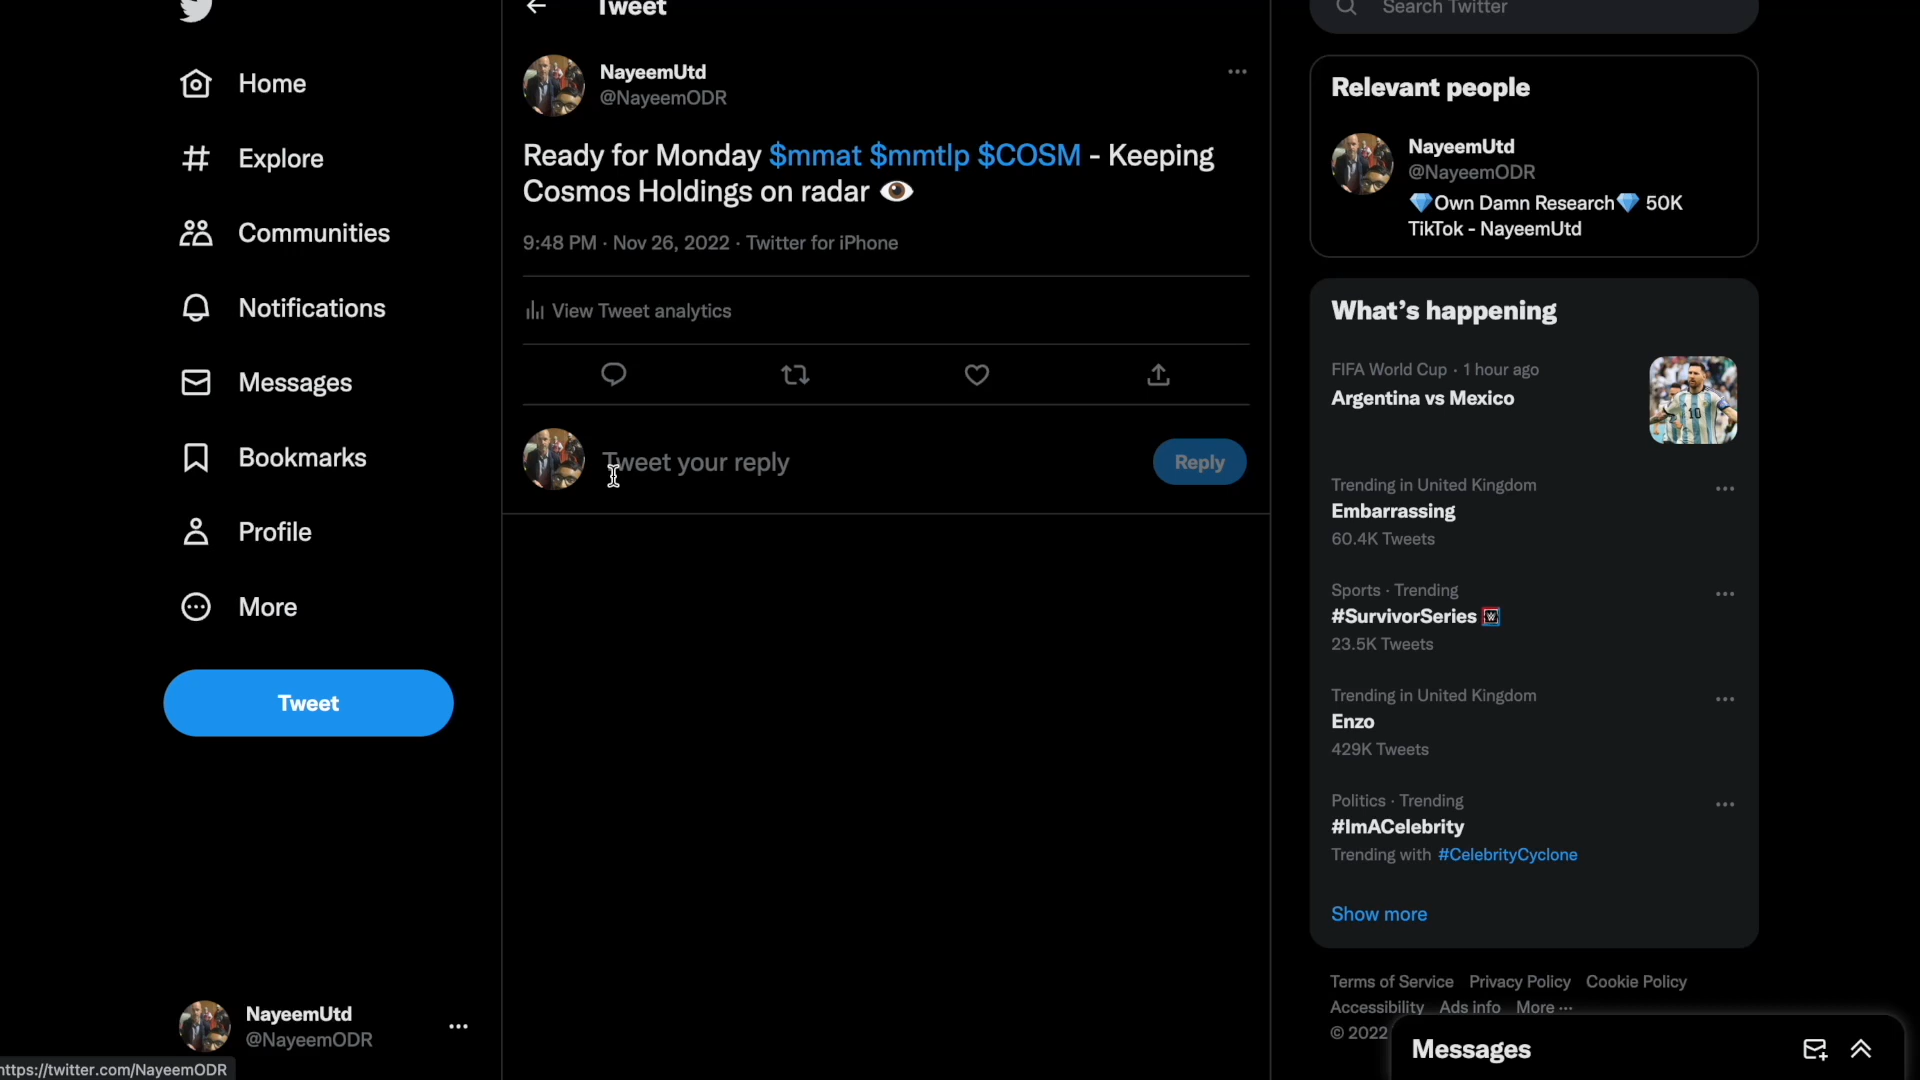 Home
Explore
Communities
Notifications
Messages
Bookmarks
Profile
More
Tweet
NayeemUtd
@NayeemODR
https://twitter.com/NayeemODR
Tweet
NayeemUtd
@NayeemODR
Ready for Monday $mmat $mmtlp $COSM - Keeping
Cosmos Holdings on radar 👁️
9:48 PM · Nov 26, 2022 · Twitter for iPhone
View Tweet analytics
Tweet your reply
Reply
Search Twitter
Relevant people
NayeemUtd
@NayeemODR
💎Own Damn Research💎 50K
TikTok - NayeemUtd
What's happening
FIFA World Cup · 1 hour ago
Argentina vs Mexico
10
Trending in United Kingdom
Embarrassing
60.4K Tweets
Sports · Trending
#SurvivorSeries
23.5K Tweets
Trending in United Kingdom
Enzo
429K Tweets
Politics · Trending
#ImACelebrity
Trending with #CelebrityCyclone
Show more
Terms of Service Privacy Policy Cookie Policy
Accessibility Ads info More ···
© 2022
Messages